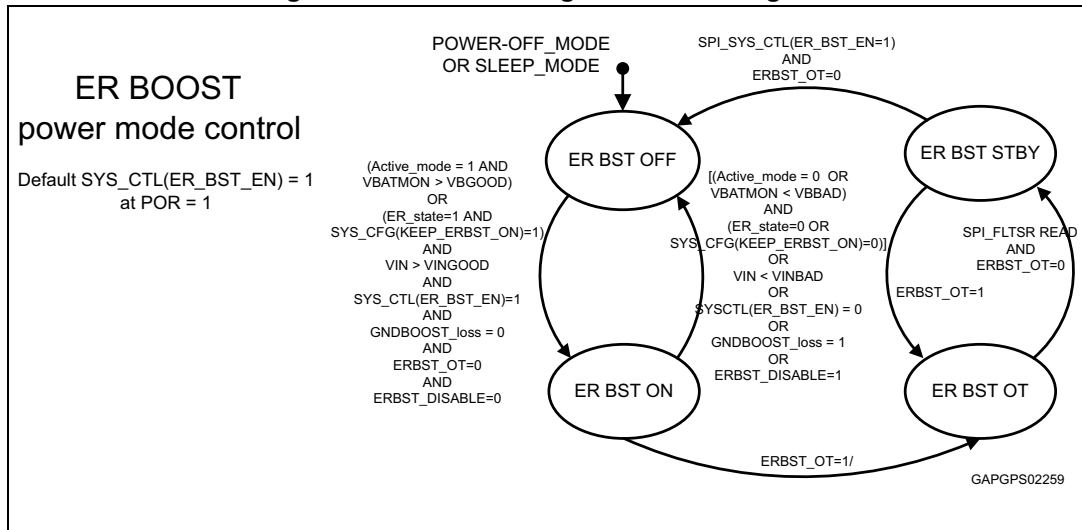 ER BOOST
power mode control
Default SYS_CTL(ER_BST_EN) = 1
at POR = 1
POWER-OFF_MODE
OR SLEEP_MODE
SPI_SYS_CTL(ER_BST_EN=1)
AND
ERBST_OT=0
ER BST OFF
ER BST STBY
(Active_mode = 1 AND
VBATMON > VBGOOD)
OR
(ER_state=1 AND
SYS_CFG(KEEP_ERBST_ON)=1)
AND
VIN > VINGOOD
AND
SYS_CTL(ER_BST_EN)=1
AND
GNDBOOST_loss = 0
AND
ERBST_OT=0
AND
ERBST_DISABLE=0
[(Active_mode = 0 OR
VBATMON < VBBAD)
AND
(ER_state=0 OR
SYS_CFG(KEEP_ERBST_ON)=0)]
OR
VIN < VINBAD
OR
SYSCTL(ER_BST_EN) = 0
OR
GNDBOOST_loss = 1
OR
ERBST_DISABLE=1
SPI_FLTSR READ
AND
ERBST_OT=0
ERBST_OT=1
ER BST ON
ER BST OT
ERBST_OT=1/
GAPGPS02259